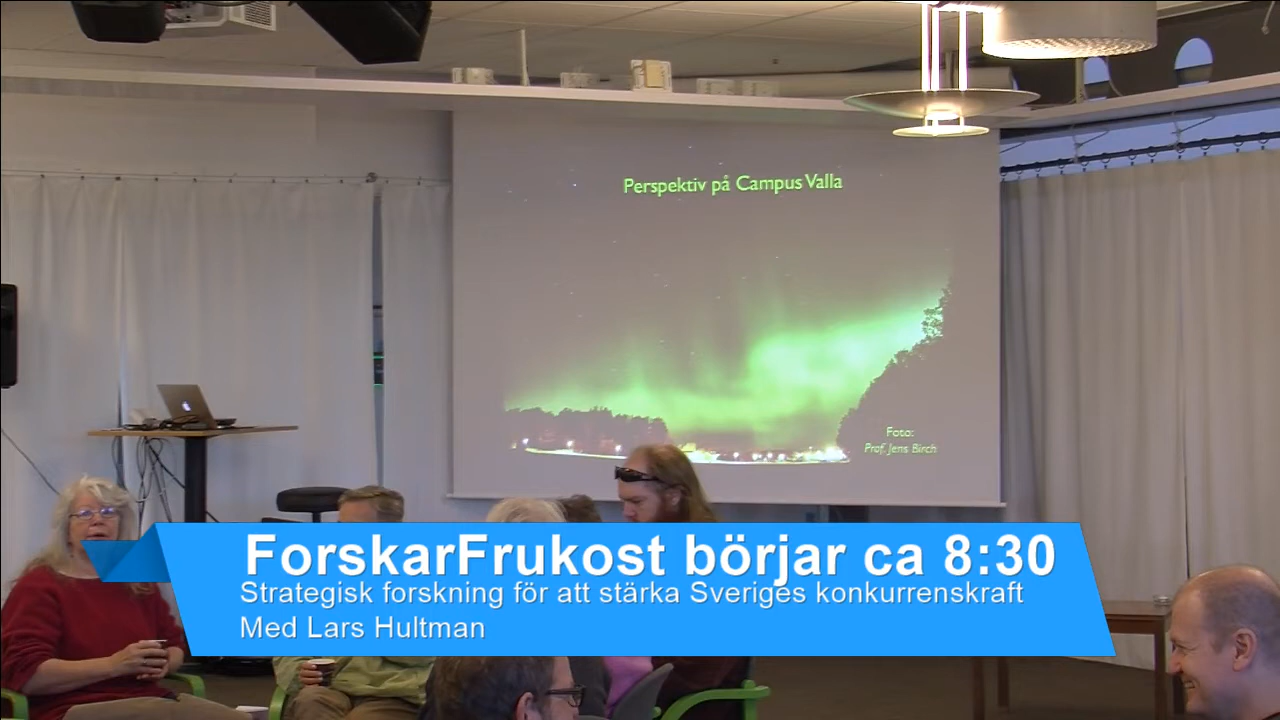 Perspektiv på Campus Valla
Foto:
Prof. Jens Birch
ForskarFrukost börjar ca 8:30
Strategisk forskning för att stärka Sveriges konkurrenskraft
Med Lars Hultman